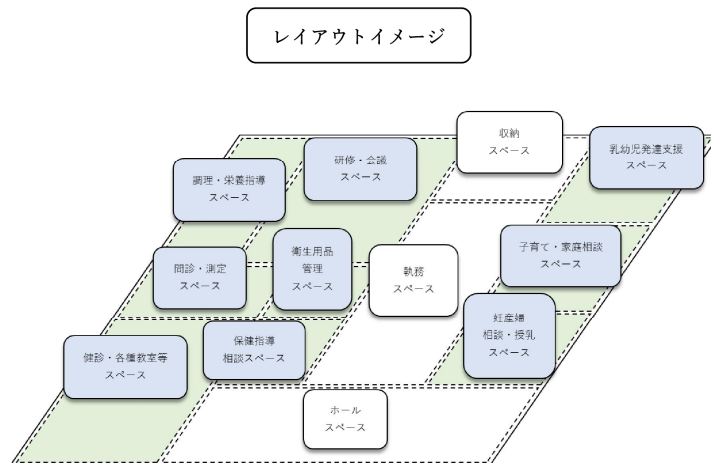 レイアウトイメージ
収納
スペース
乳幼児発達支援
スペース
研修・会議
スペース
調理・栄養指導
スペース
子育て・家庭相談
スペース
衛生用品
管理
スペース
執務
スペース
問診・測定
スペース
妊産婦
相談・授乳
スペース
保健指導
相談スペース
健診・各種教室等
スペース
ホール
スペース